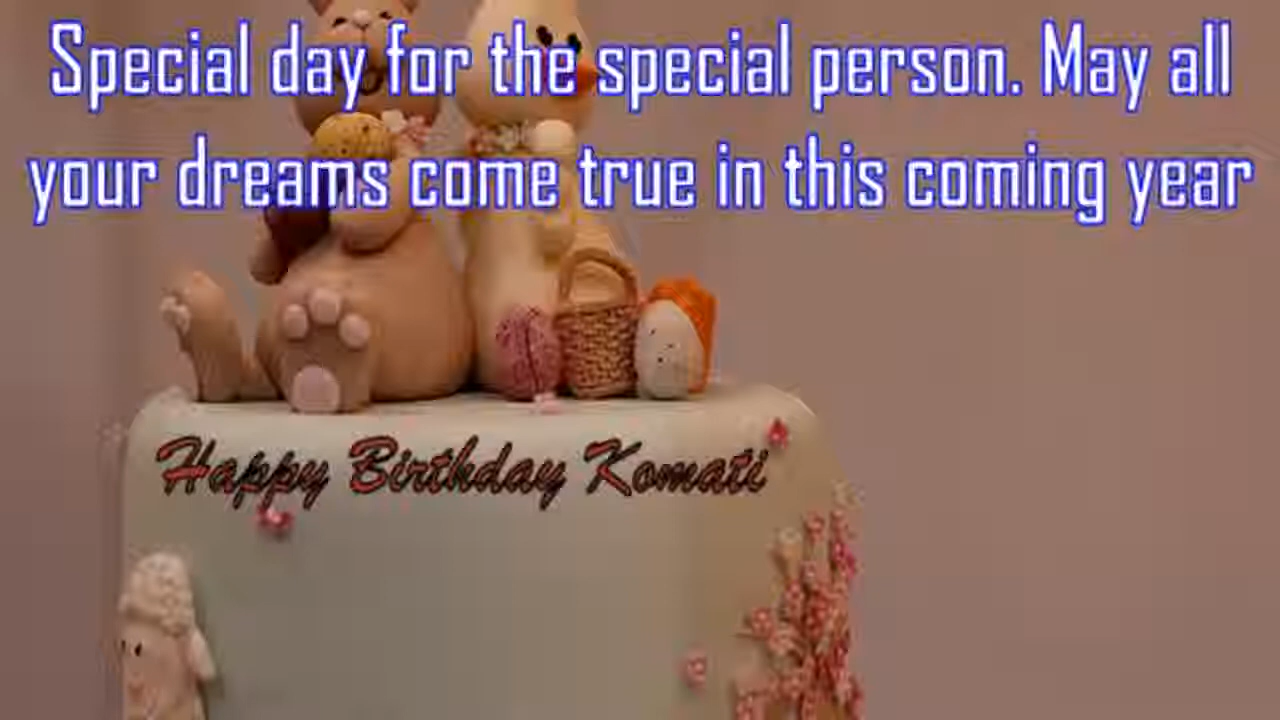 Special day for the special person. May all
your dreams come true in this coming year
Happy Birthday Komati